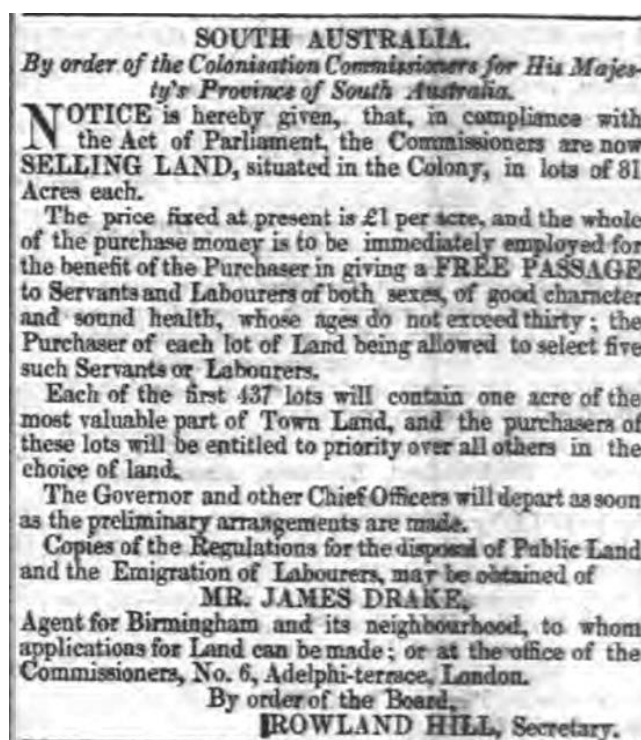 SOUTH AUSTRALIA.
By order of the Colonisation Commissioners for His Majes-
ty's Province of South Australia.
NOTICE is hereby given, that, in compliance with
the Act of Parliament, the Commissioners are now
SELLING LAND, situated in the Colony, in lots of 81
Acres each.
The price fixed at present is £1 per acre, and the whole
of the purchase money is to be immediately employed for
the benefit of the Purchaser in giving a FREE PASSAGE
to Servants and Labourers of both sexes, of good character
and sound health, whose ages do not exceed thirty; the
Purchaser of each lot of Land being allowed to select five
such Servants or Labourers.
Each of the first 437 lots will contain one acre of the
most valuable part of Town Land, and the purchasers of
these lots will be entitled to priority over all others in the
choice of land.
The Governor and other Chief Officers will depart as soon
as the preliminary arrangements are made.
Copies of the Regulations for the disposal of Public Land
and the Emigration of Labourers, may be obtained of
MR. JAMES DRAKE,
Agent for Birmingham and its neighbourhood, to whom
applications for Land can be made; or at the office of the
Commissioners, No. 6, Adelphi-terrace, London.
By order of the Board,
ROWLAND HILL, Secretary.